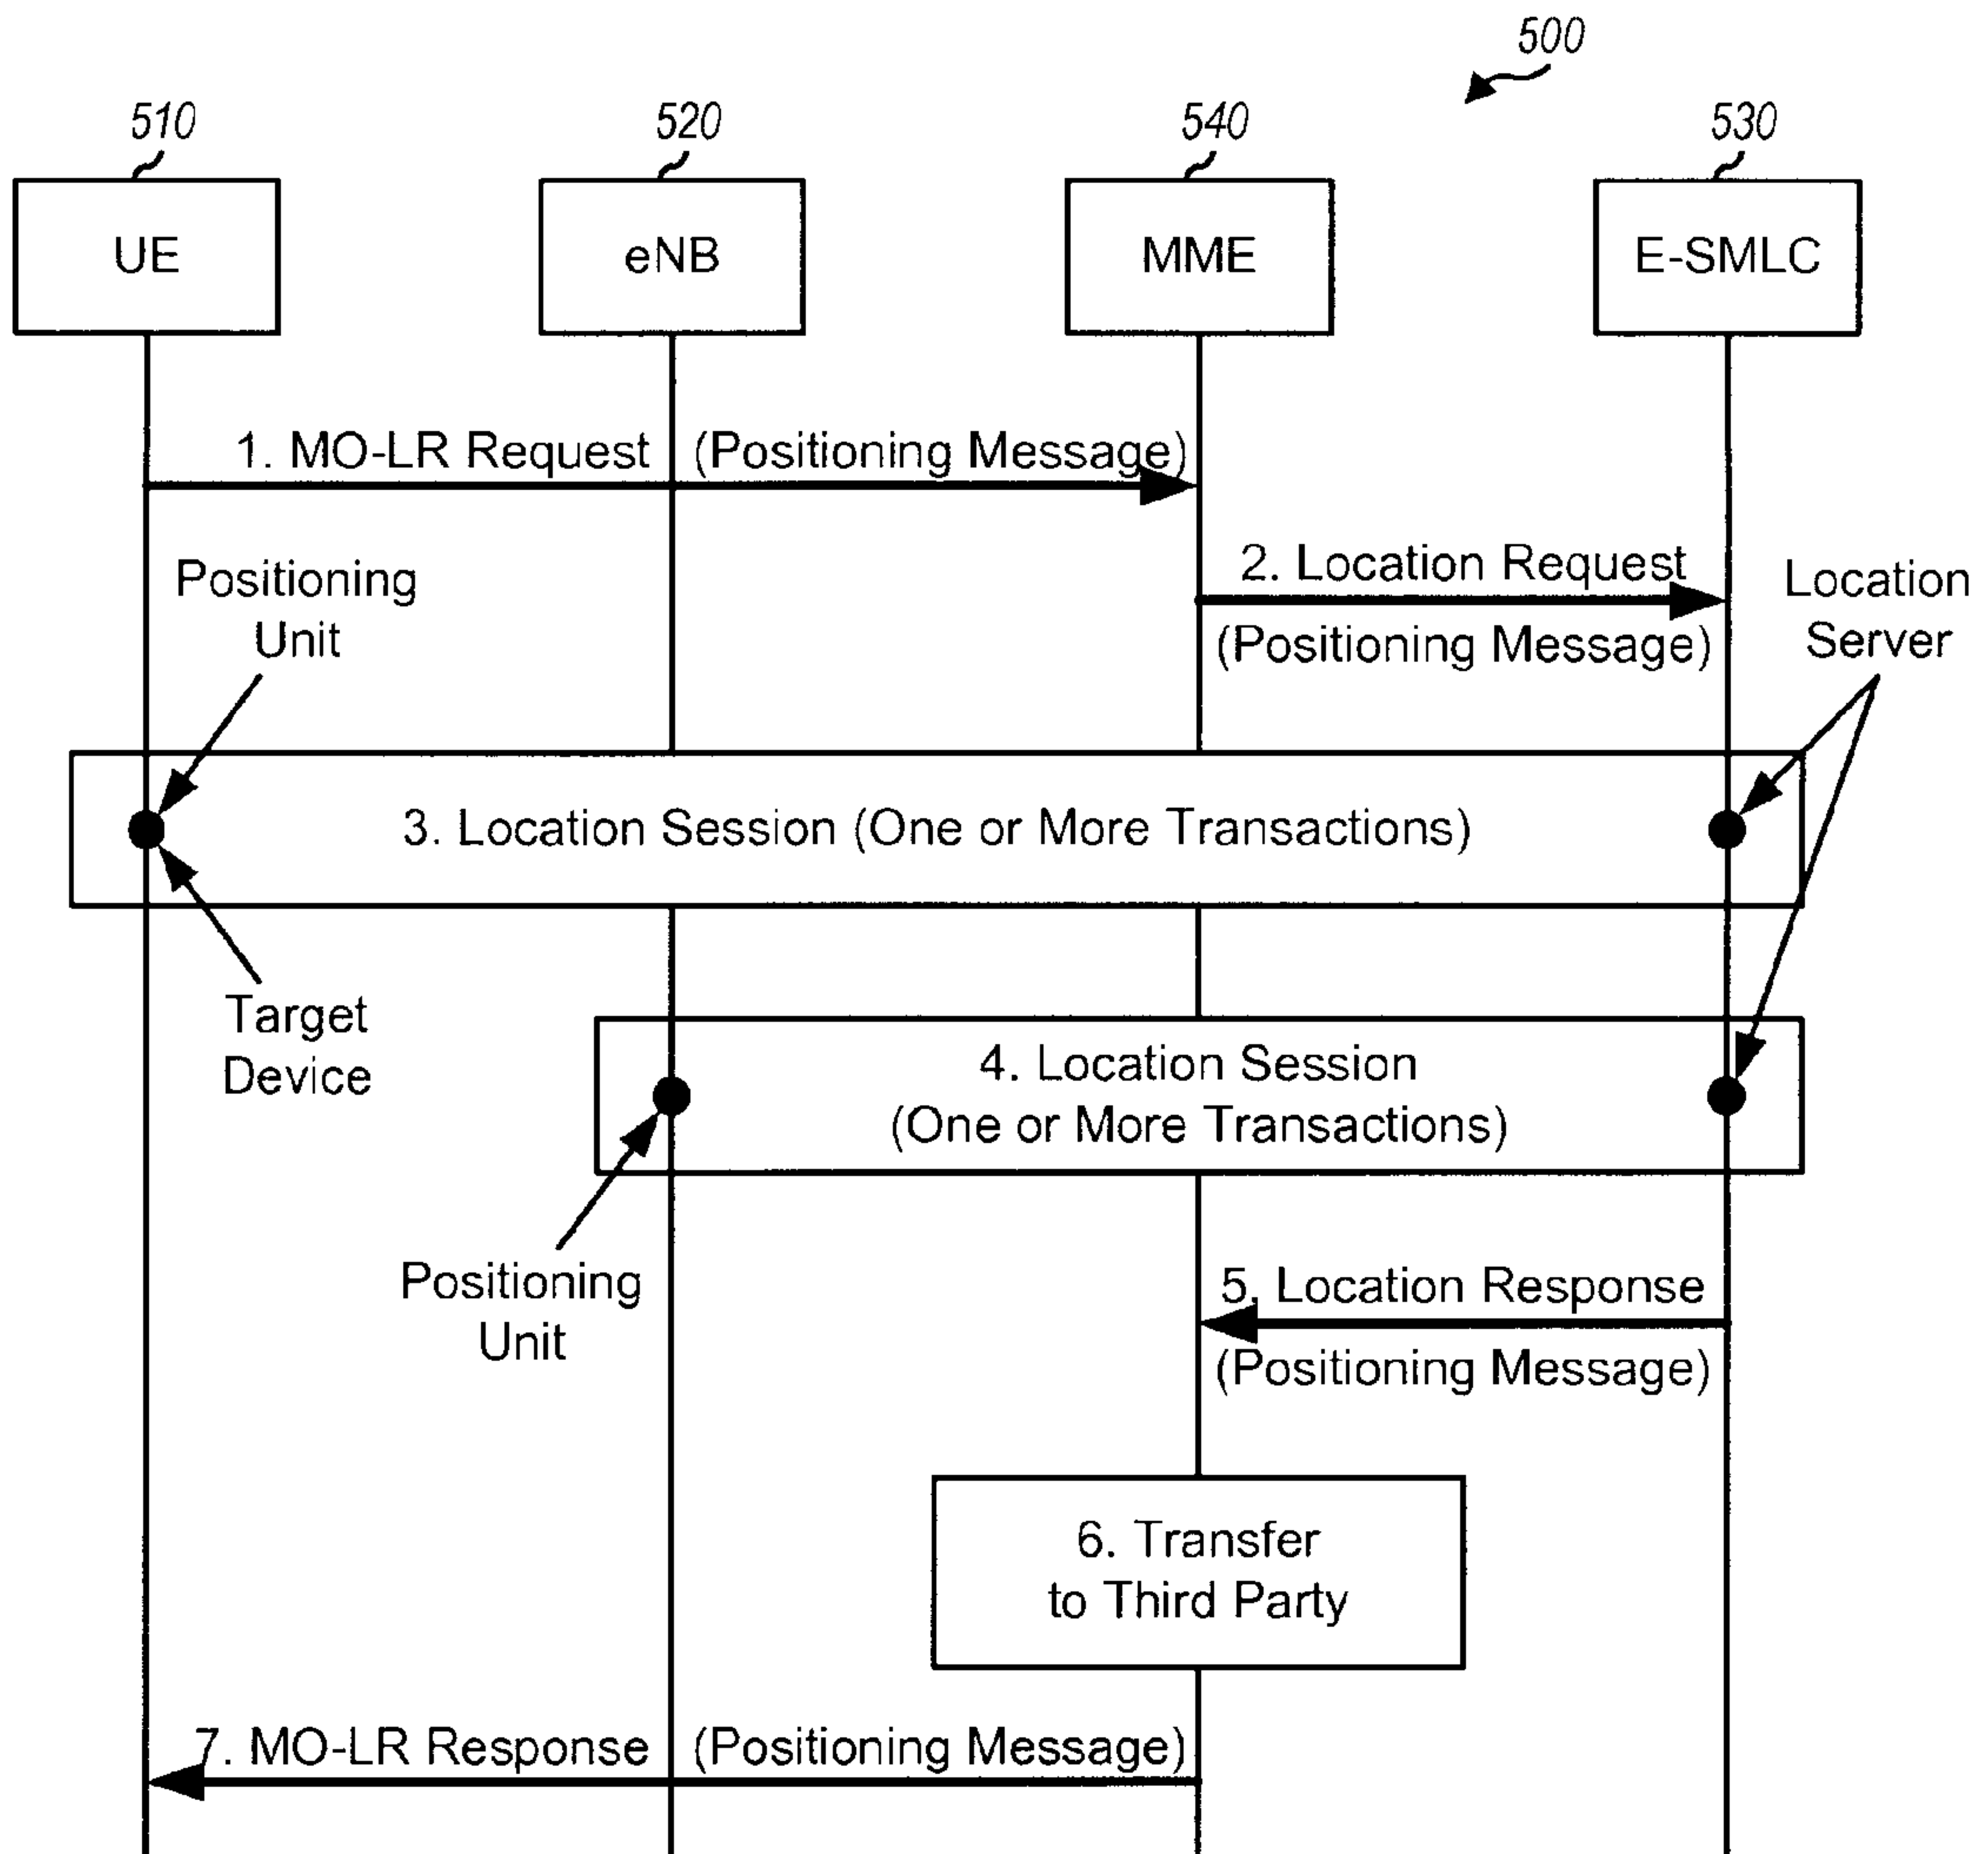 500
510
520
540
530
UE
eNB
MME
E-SMLC
1. MO-LR Request (Positioning Message)
Positioning
Unit
2. Location Request
(Positioning Message)
Location
Server
3. Location Session (One or More Transactions)
Target
Device
4. Location Session
(One or More Transactions)
Positioning
Unit
5. Location Response
(Positioning Message)
6. Transfer
to Third Party
7. MO-LR Response (Positioning Message)